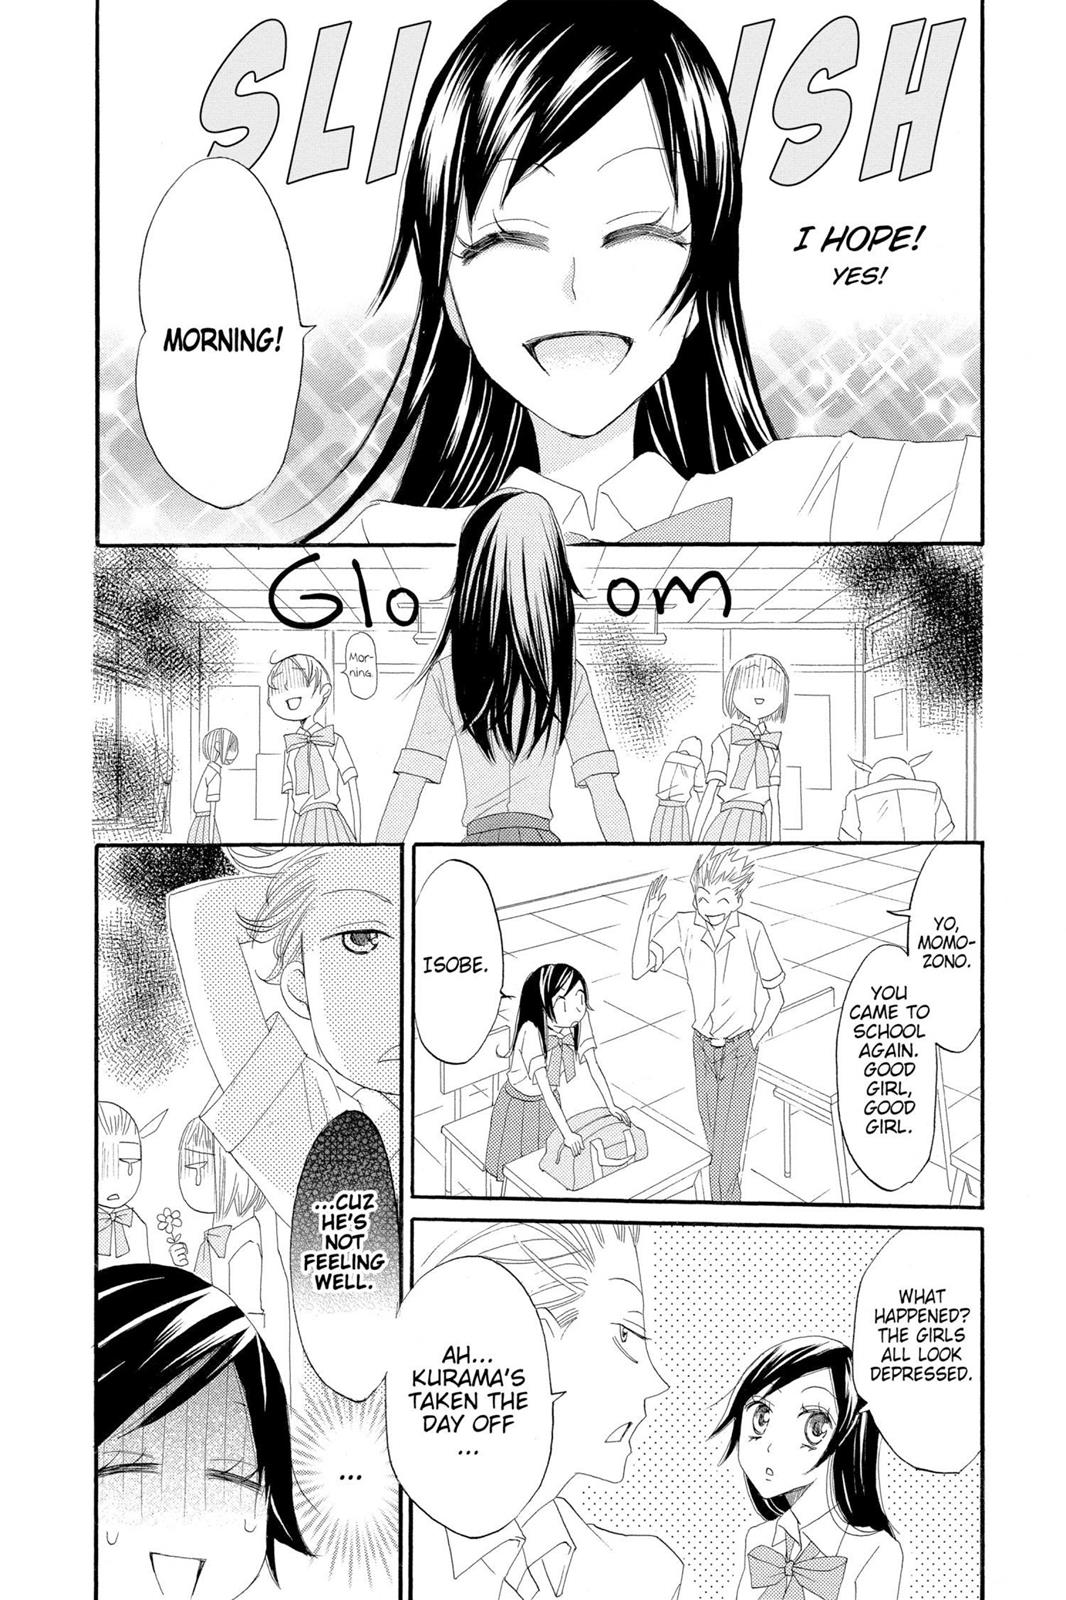 SLI ISH
I HOPE!
YES!
MORNING!
Glo om
Mor-
ning.
YO,
MOMO-
ZONO.
YOU
CAME TO
SCHOOL
AGAIN.
GOOD
GIRL,
GOOD
GIRL.
ISOBE.
WHAT
HAPPENED?
THE GIRLS
ALL LOOK
DEPRESSED.
AH...
KURAMA'S
TAKEN THE
DAY OFF
...
...CUZ
HE'S
NOT
FEELING
WELL.
...